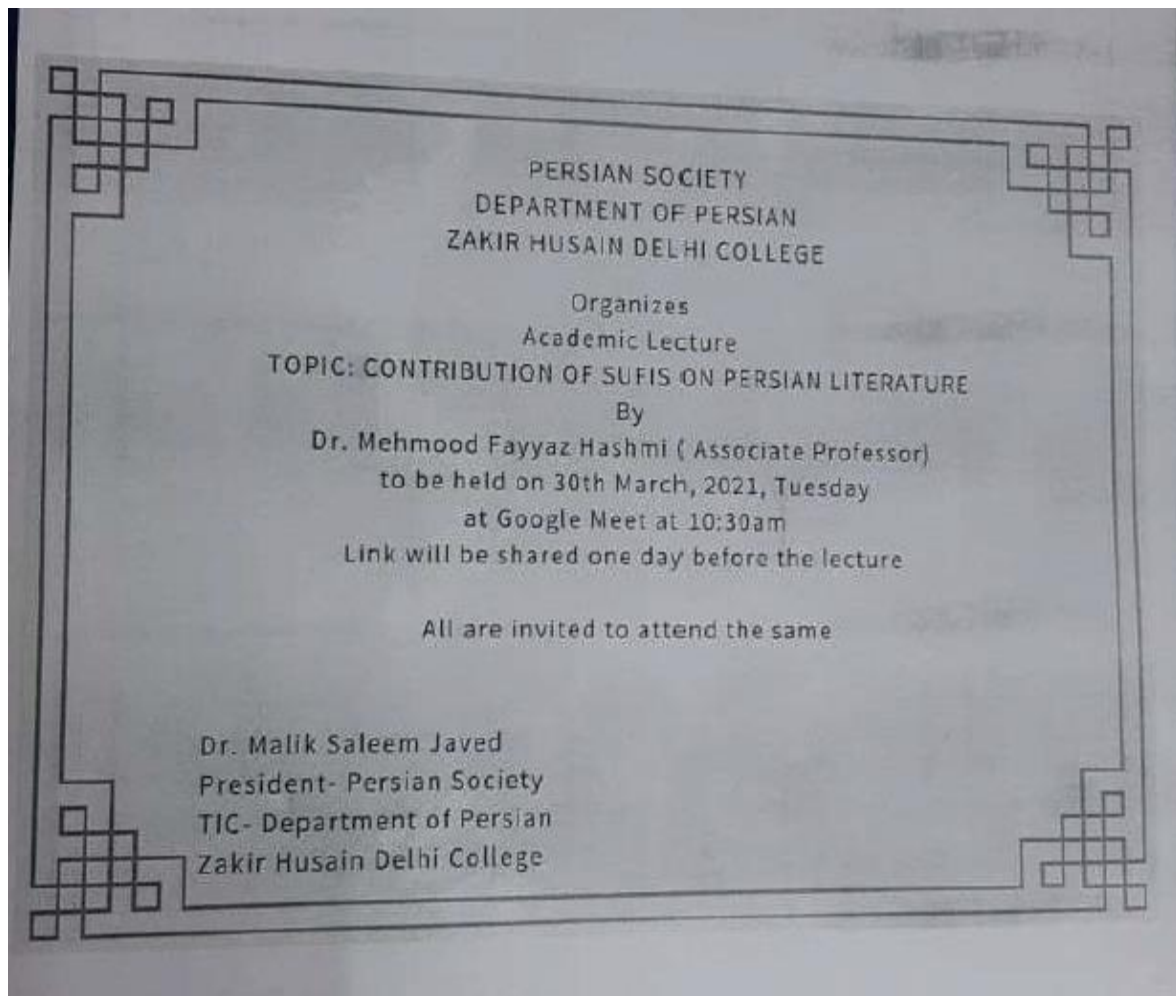 PERSIAN SOCIETY
DEPARTMENT OF PERSIAN
ZAKIR HUSAIN DELHI COLLEGE
Organizes
Academic Lecture
TOPIC: CONTRIBUTION OF SUFIS ON PERSIAN LITERATURE
By
Dr. Mehmood Fayyaz Hashmi ( Associate Professor)
to be held on 30th March, 2021, Tuesday
at Google Meet at 10:30am
Link will be shared one day before the lecture
All are invited to attend the same
Dr. Malik Saleem Javed
President- Persian Society
TIC- Department of Persian
Zakir Husain Delhi College